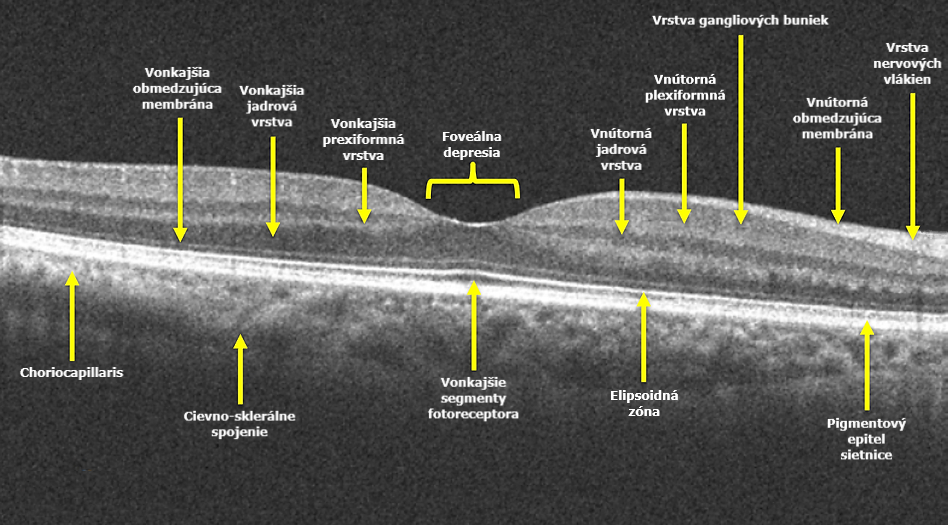 Vrstva gangliových buniek
Vonkajšia
obmedzujúca
membrána
Vonkajšia
jadrová
vrstva
Vonkajšia
prexiformná
vrstva
Foveálna
depresia
Vnútorná
jadrová
vrstva
Vnútorná
plexiformná
vrstva
Vnútorná
obmedzujúca
membrána
Vrstva
nervových
vlákien
Choriocapillaris
Cievno-sklerálne
spojenie
Vonkajšie
segmenty
fotoreceptora
Elipsoidná
zóna
Pigmentový
epitel
sietnice